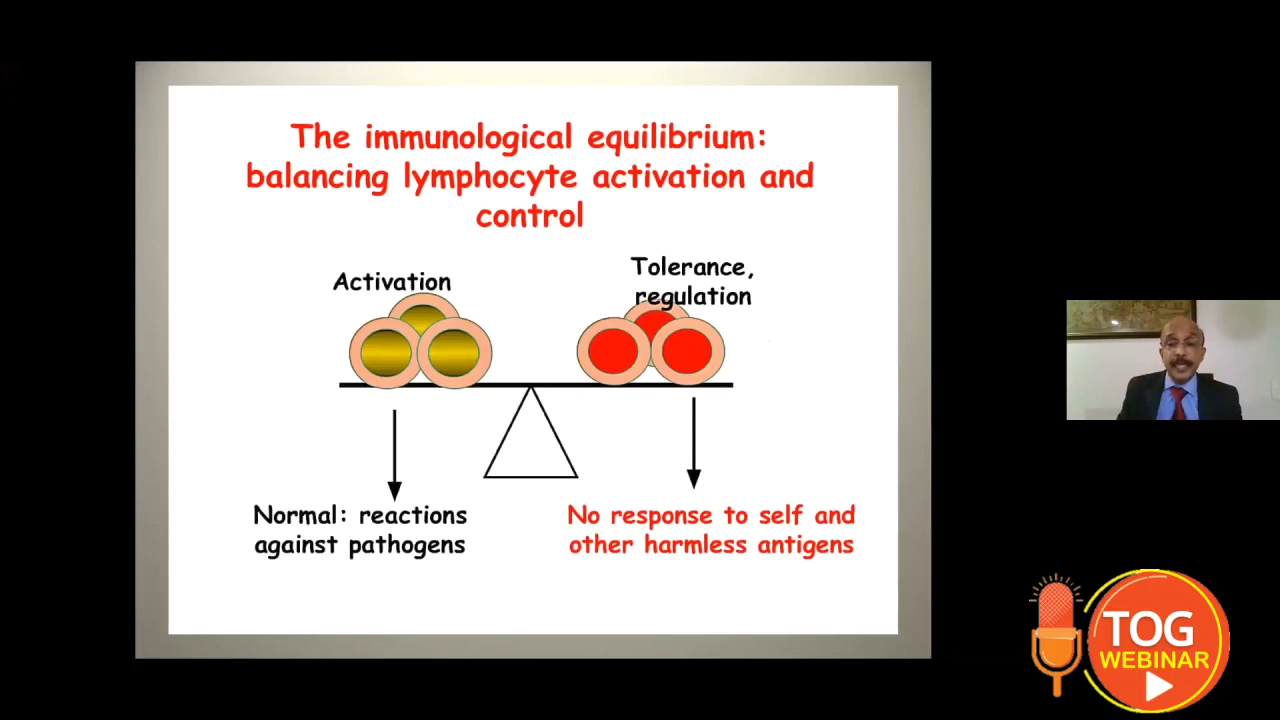 The immunological equilibrium:
balancing lymphocyte activation and
control
Activation
Tolerance,
regulation
Normal: reactions
against pathogens
No response to self and
other harmless antigens
TOG
WEBINAR